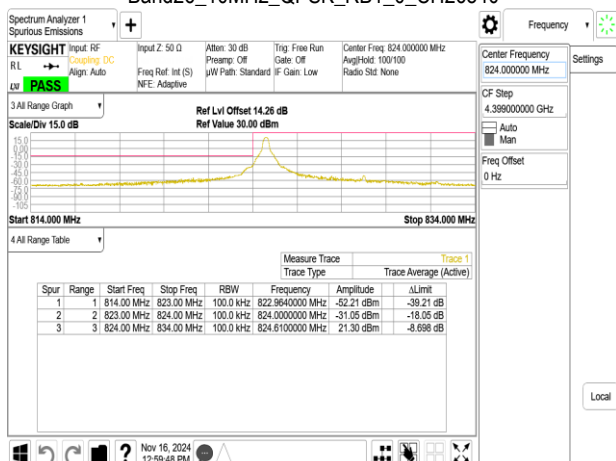 Spectrum Analyzer 1
Spurious Emissions
Frequency
KEYSIGHT Input: RF Input Z: 50 Ω Atten: 30 dB Trig: Free Run Center Freq: 824.000000 MHz
RL Coupling: DC Preamp: Off Gate: Off Avg|Hold: 100/100
Align: Auto Freq Ref: Int (S) µW Path: Standard IF Gain: Low Radio Std: None
NFE: Adaptive
LXI PASS
Center Frequency
824.000000 MHz
Settings
CF Step
4.399000000 GHz
Auto
Man
Freq Offset
0 Hz
Local
3 All Range Graph
Ref Lvl Offset 14.26 dB
Scale/Div 15.0 dB Ref Value 30.00 dBm
15.0
0.00
-15.0
-30.0
-45.0
-60.0
-75.0
-90.0
-105
Start 814.000 MHz Stop 834.000 MHz
4 All Range Table
Measure Trace Trace 1
Trace Type Trace Average (Active)
Spur Range Start Freq Stop Freq RBW Frequency Amplitude ΔLimit
1 1 814.00 MHz 823.00 MHz 100.0 kHz 822.9640000 MHz -52.21 dBm -39.21 dB
2 2 823.00 MHz 824.00 MHz 100.0 kHz 824.0000000 MHz -31.05 dBm -18.05 dB
3 3 824.00 MHz 834.00 MHz 100.0 kHz 824.6100000 MHz 21.30 dBm -8.698 dB
Nov 16, 2024
12:59:48 PM